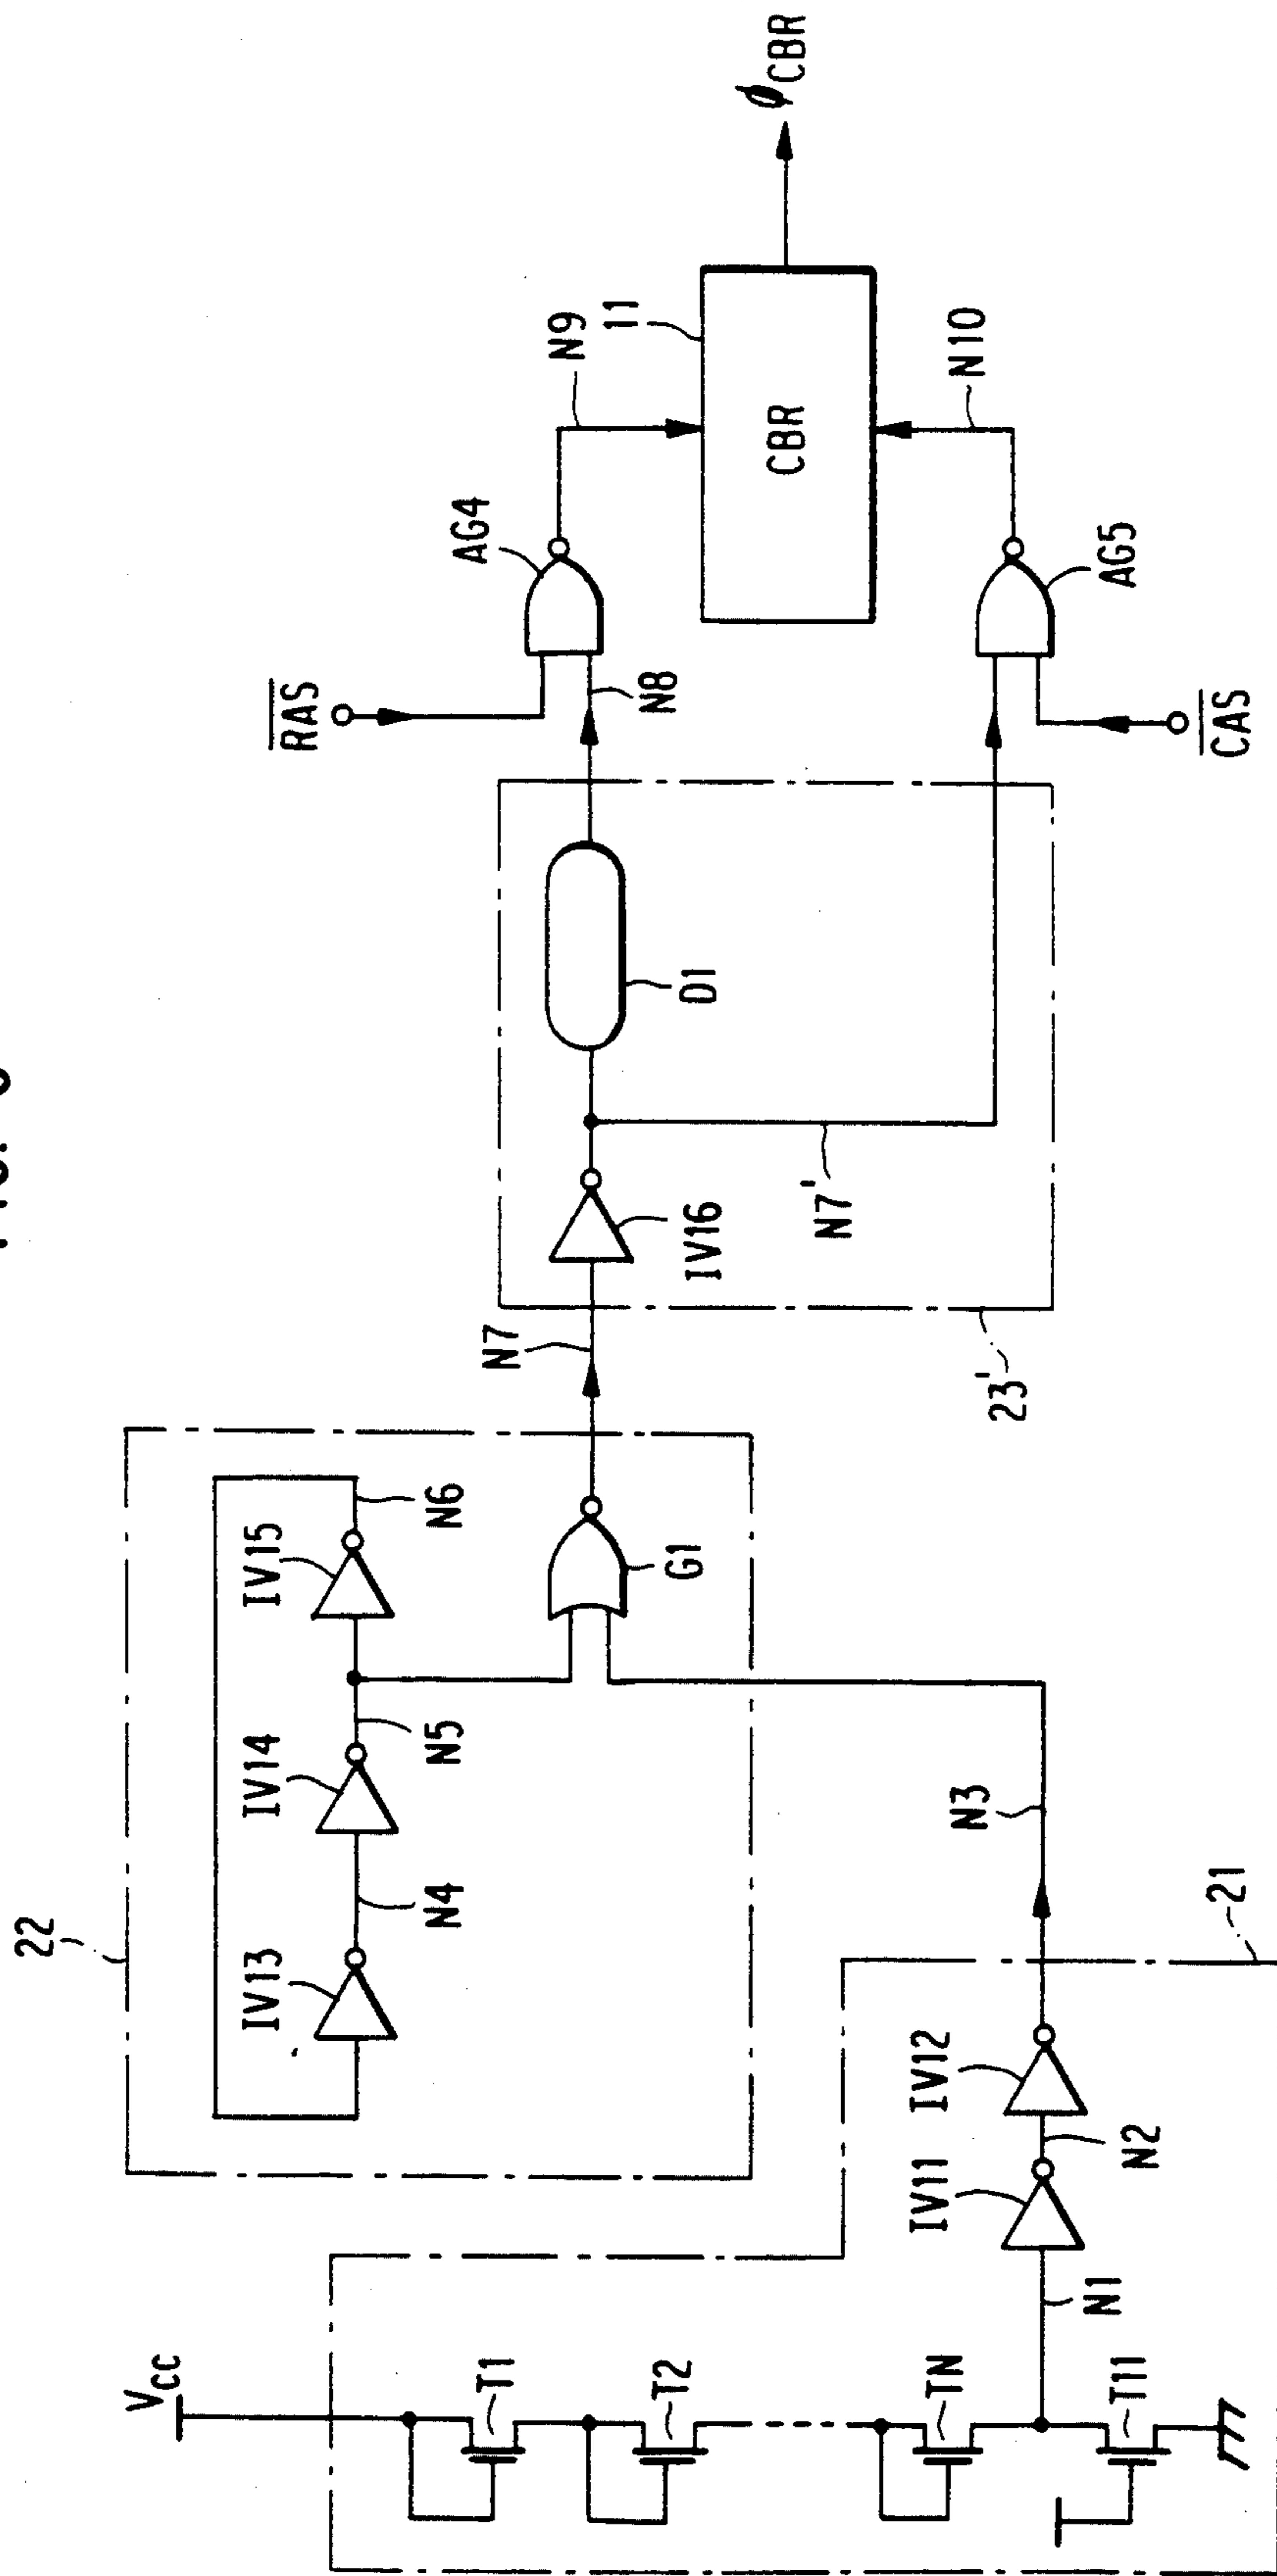 22
IV13
N4
IV14
N5
IV15
N6
G1
N7
IV16
N7'
D1
23'
RAS
N8
AG4
N9
11
CBR
ϕCBR
N10
AG5
CAS
VCC
T1
T2
TN
T11
N1
IV11
N2
IV12
N3
21